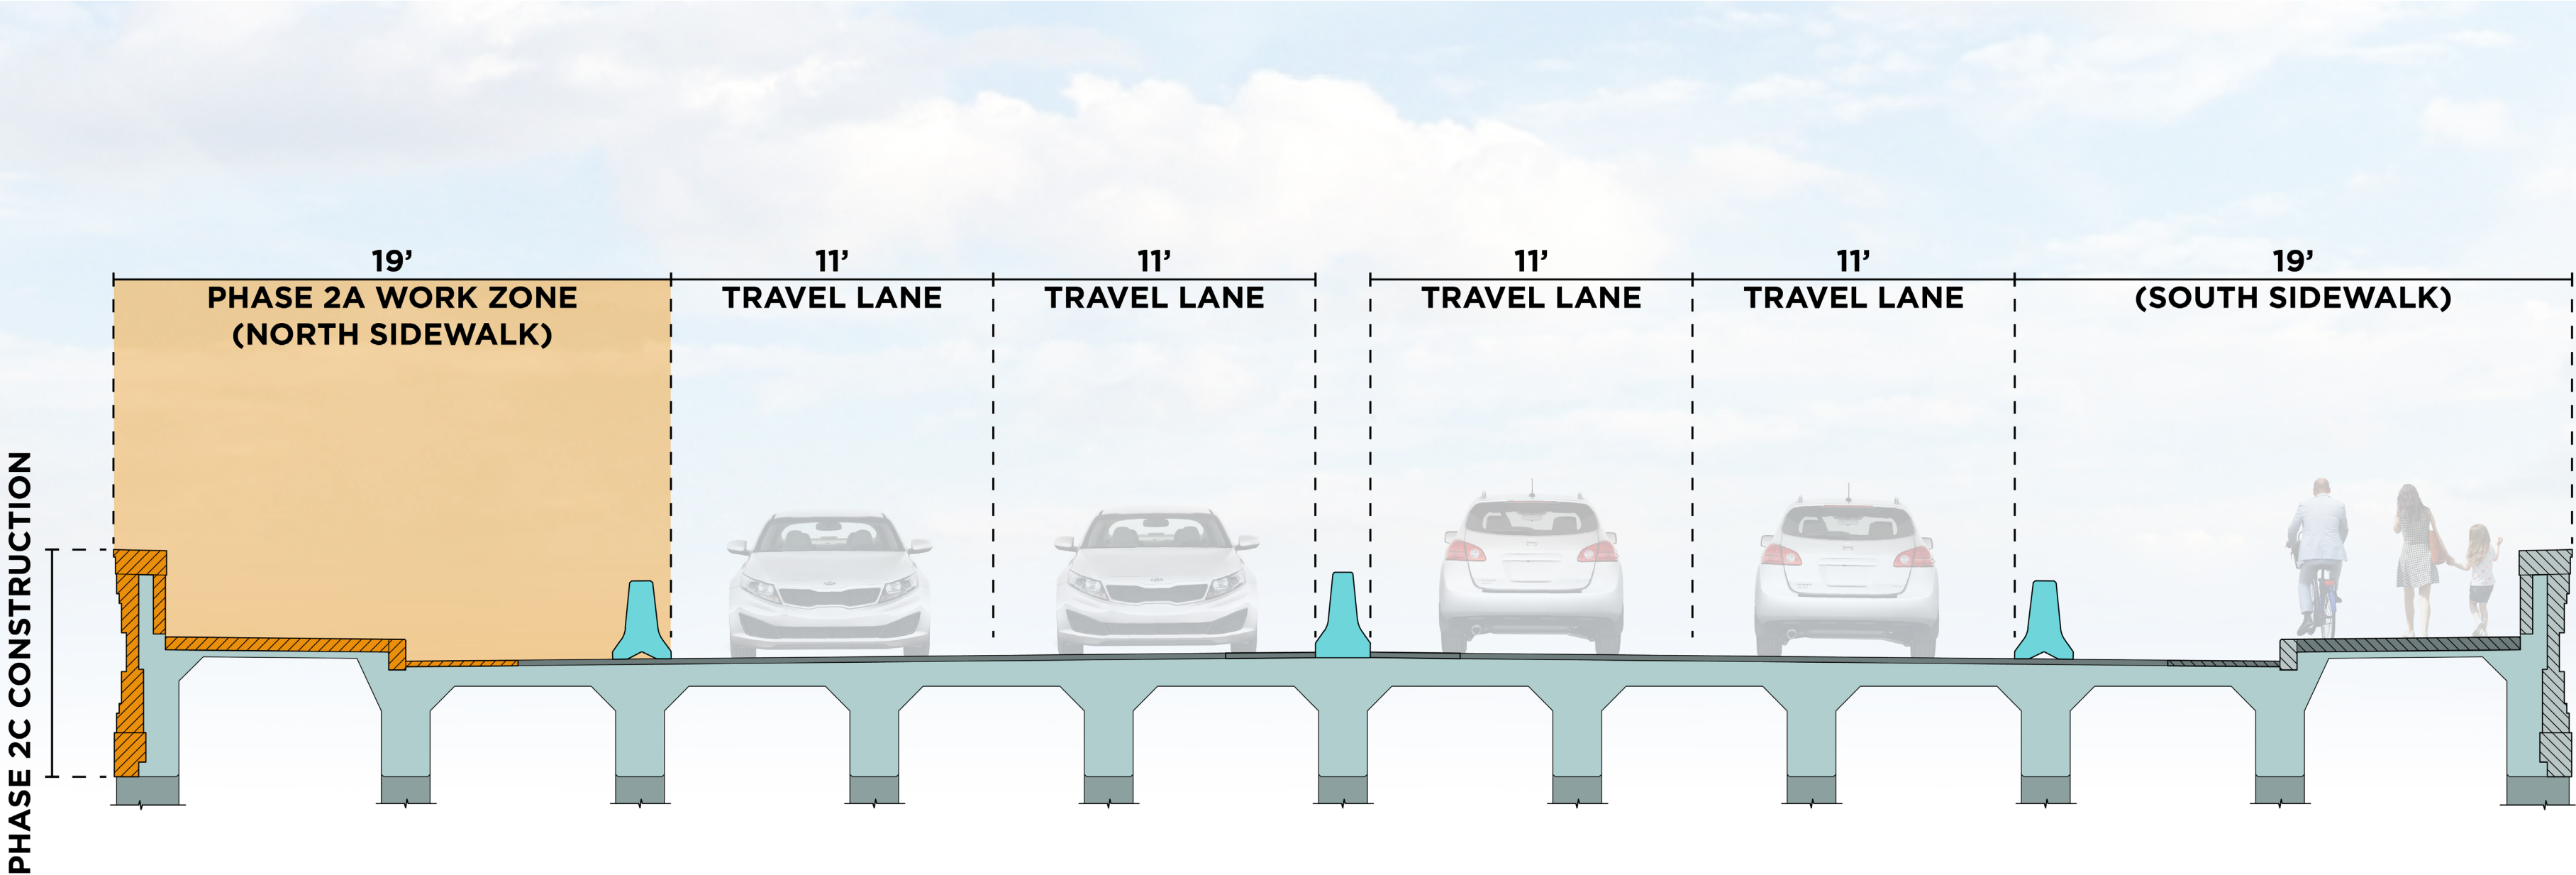 19’
11’
11’
11’
11’
19’
PHASE 2A WORK ZONE
(NORTH SIDEWALK)
TRAVEL LANE
TRAVEL LANE
TRAVEL LANE
TRAVEL LANE
(SOUTH SIDEWALK)
PHASE 2C CONSTRUCTION